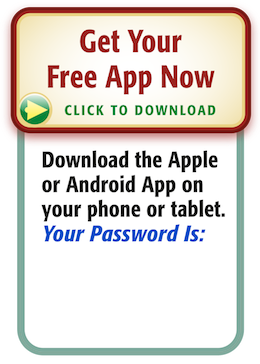 Get Your
Free App Now
CLICK TO DOWNLOAD
Download the Apple
or Android App on
your phone or tablet.
Your Password Is: